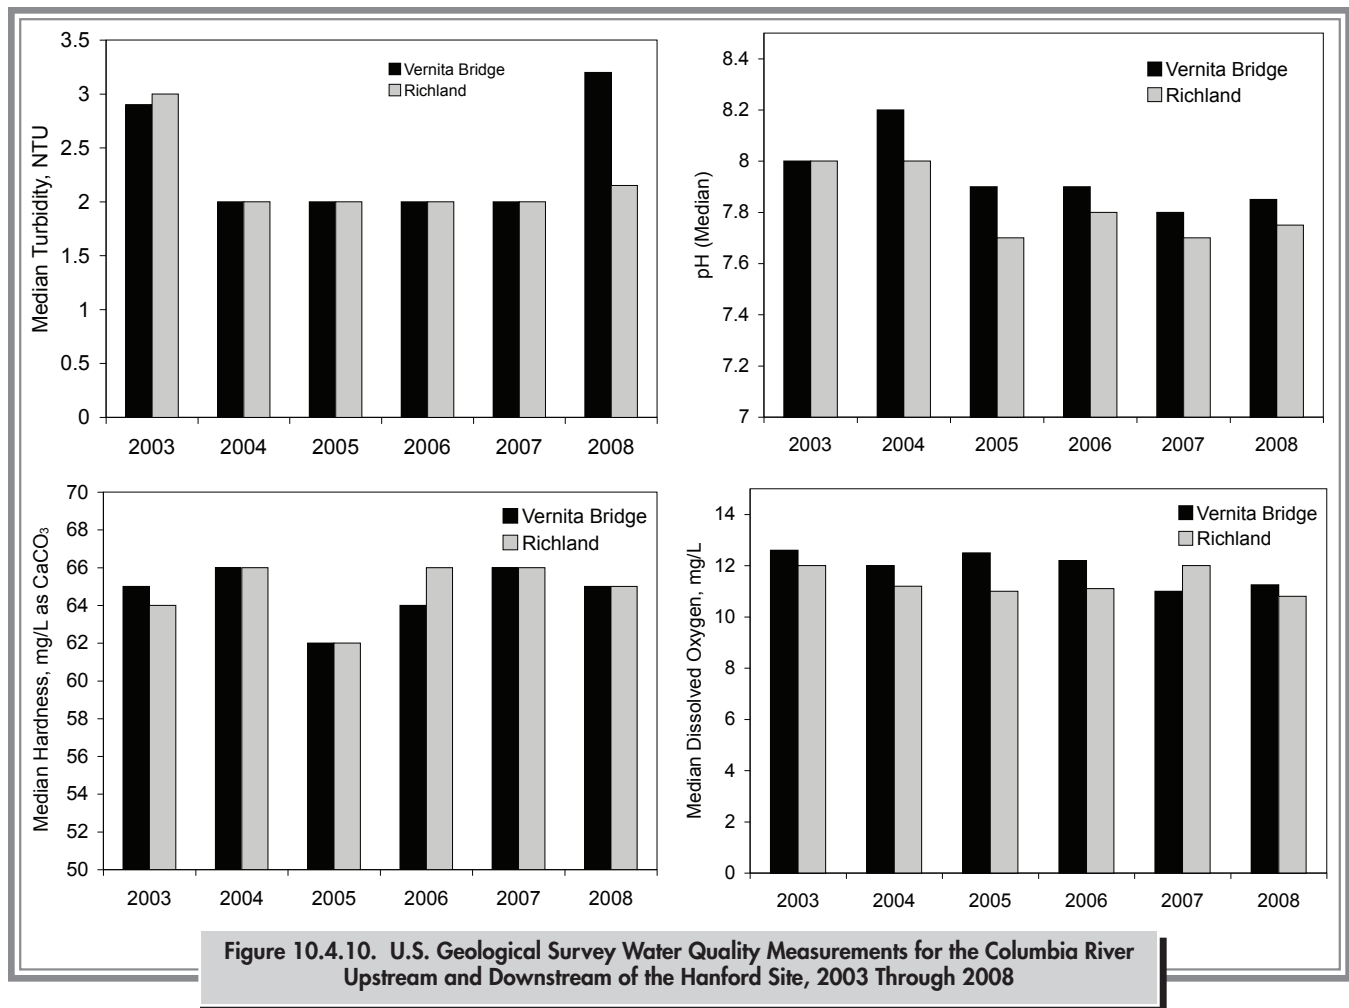 Median Turbidity, NTU
3.5
3
2.5
2
1.5
1
0.5
0
2003 2004 2005 2006 2007 2008
Vernita Bridge
Richland
pH (Median)
8.4
8.2
8
7.8
7.6
7.4
7.2
7
2003 2004 2005 2006 2007 2008
Vernita Bridge
Richland
Median Hardness, mg/L as CaCO₃
70
68
66
64
62
60
58
56
54
52
50
2003 2004 2005 2006 2007 2008
Vernita Bridge
Richland
Median Dissolved Oxygen, mg/L
14
12
10
8
6
4
2
0
2003 2004 2005 2006 2007 2008
Vernita Bridge
Richland
Figure 10.4.10. U.S. Geological Survey Water Quality Measurements for the Columbia River
Upstream and Downstream of the Hanford Site, 2003 Through 2008